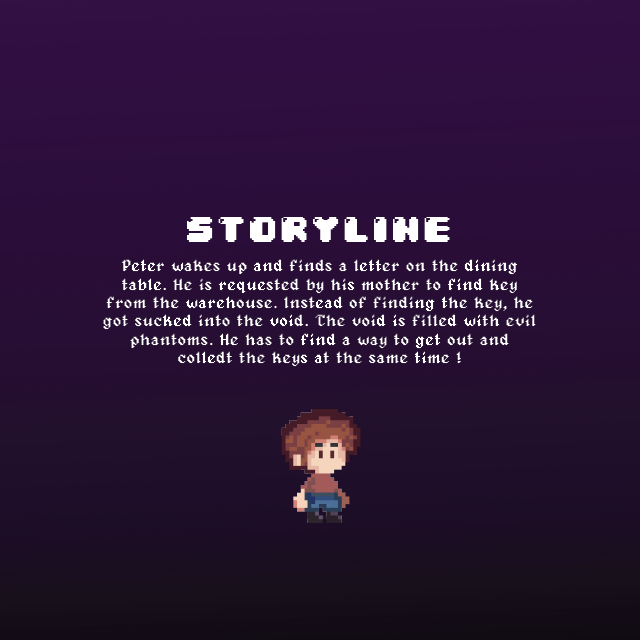 STORYLINE
Peter wakes up and finds a letter on the dining
table. He is requested by his mother to find key
from the warehouse. Instead of finding the key, he
got sucked into the void. The void is filled with evil
phantoms. He has to find a way to get out and
colledt the keys at the same time !